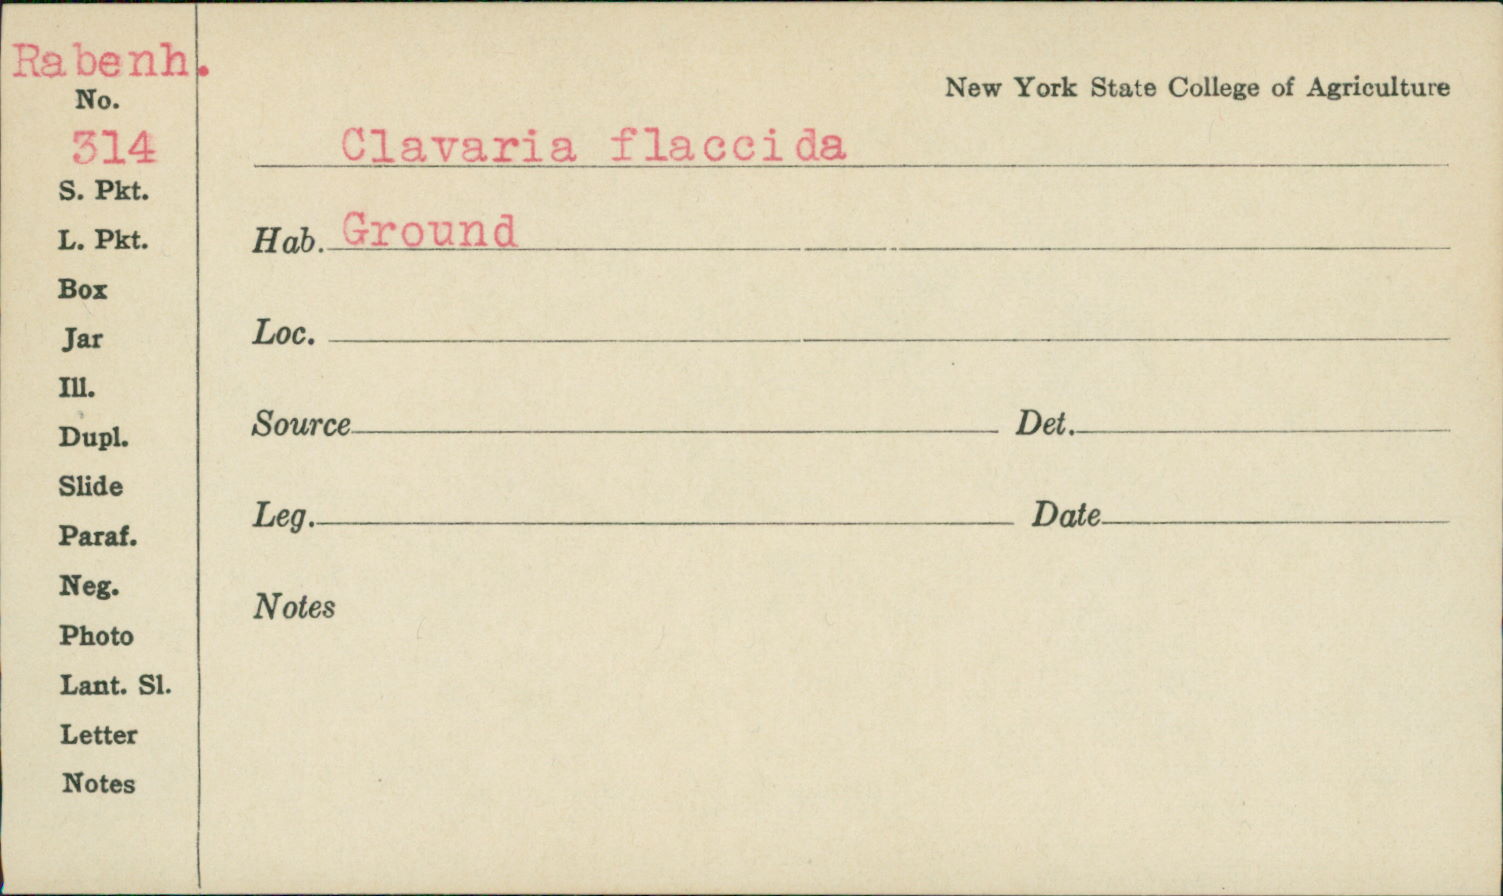 Rabenh.
No.
314
S. Pkt.
L. Pkt.
Box
Jar
Ill.
Dupl.
Slide
Paraf.
Neg.
Photo
Lant. Sl.
Letter
Notes
New York State College of Agriculture
Clavaria flaccida
Hab. Ground
Loc.
Source Det.
Leg. Date
Notes